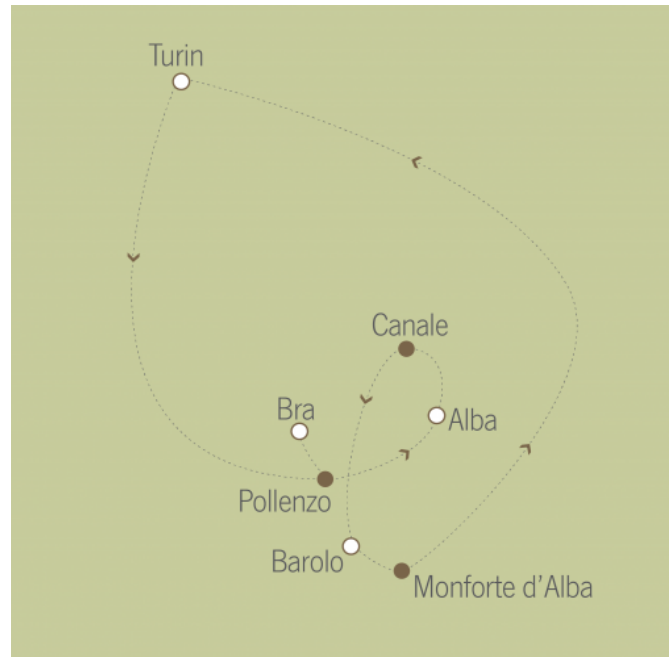 Turin
Canale
Bra
Alba
Pollenzo
Barolo
Monforte d'Alba